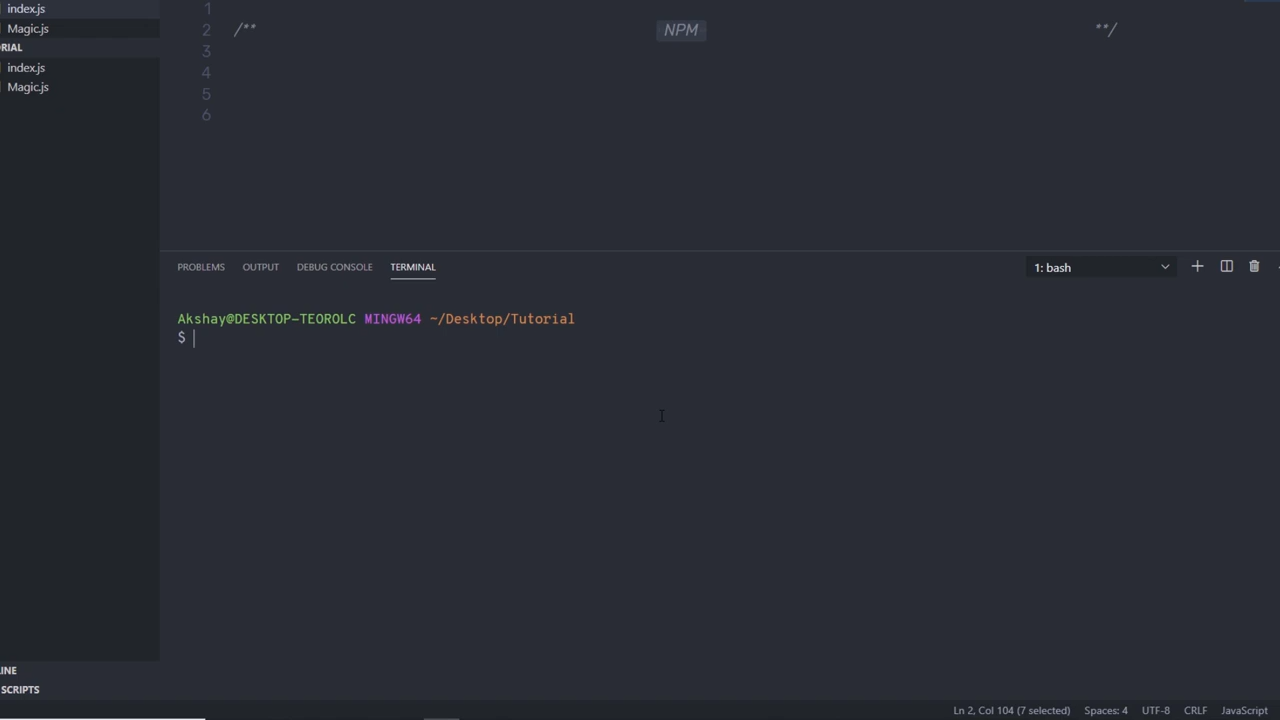 index.js
Magic.js
RIAL
index.js
Magic.js
INE
SCRIPTS
1
2 /** NPM **/
3
4
5
6
PROBLEMS OUTPUT DEBUG CONSOLE TERMINAL 1: bash
Akshay@DESKTOP-TEOROLC MINGW64 ~/Desktop/Tutorial
$
Ln 2, Col 104 (7 selected) Spaces: 4 UTF-8 CRLF JavaScript